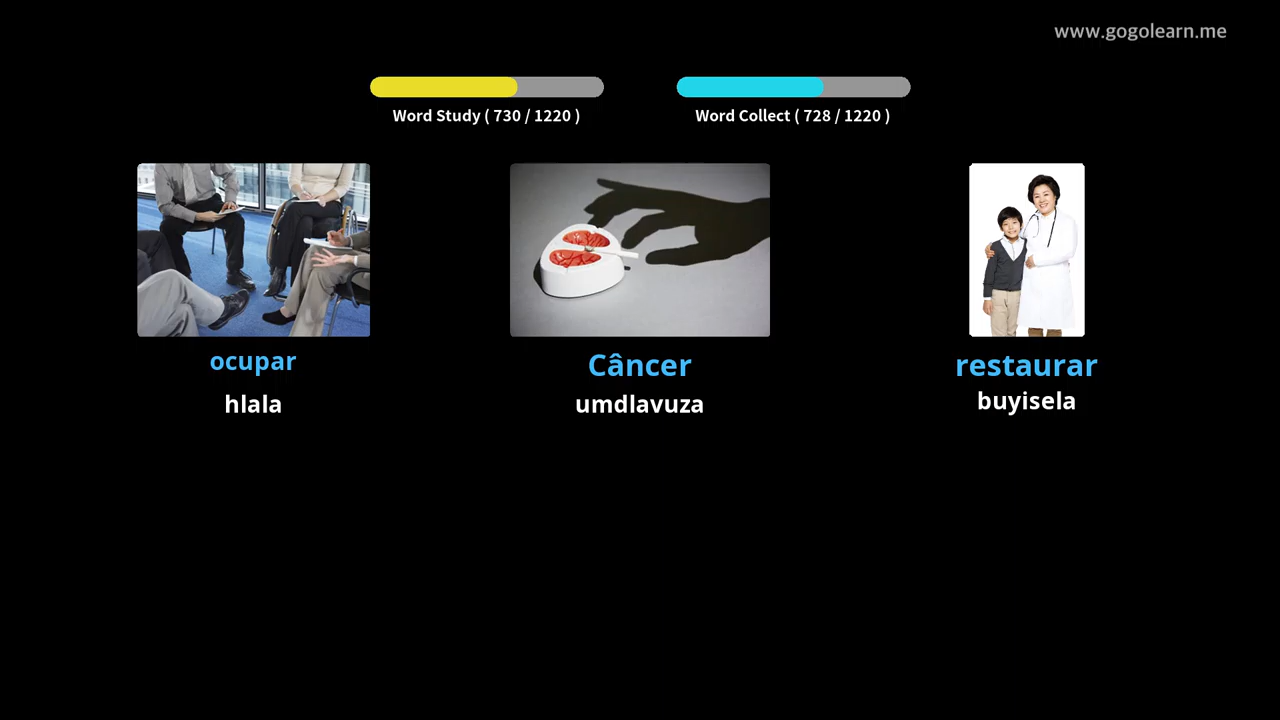 www.gogolearn.me
Word Study ( 730 / 1220 )
Word Collect ( 728 / 1220 )
ocupar
hlala
Câncer
umdlavuza
restaurar
buyisela